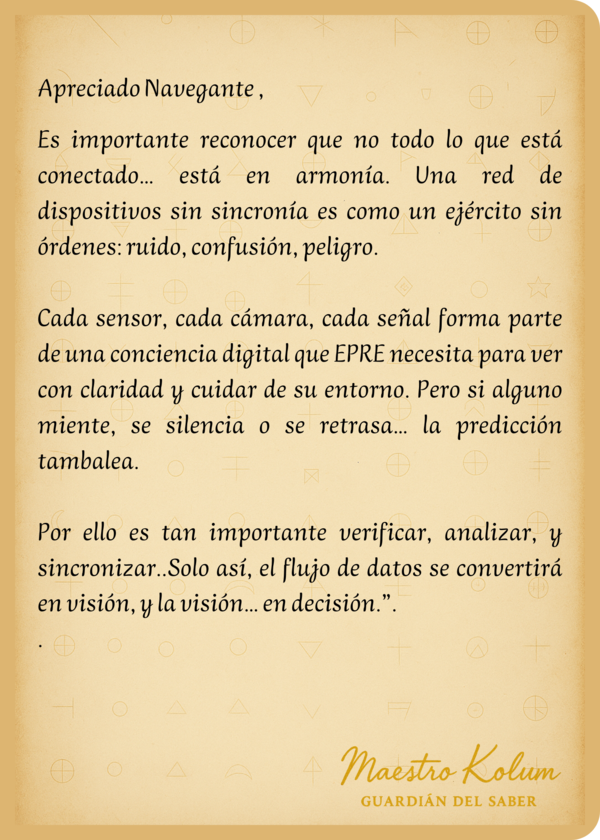 Apreciado Navegante ,
Es importante reconocer que no todo lo que está
conectado... está en armonía. Una red de
dispositivos sin sincronía es como un ejército sin
órdenes: ruido, confusión, peligro.
Cada sensor, cada cámara, cada señal forma parte
de una conciencia digital que EPRE necesita para ver
con claridad y cuidar de su entorno. Pero si alguno
miente, se silencia o se retrasa... la predicción
tambalea.
Por ello es tan importante verificar, analizar, y
sincronizar..Solo así, el flujo de datos se convertirá
en visión, y la visión... en decisión.”.
.
Maestro Kolum
GUARDIÁN DEL SABER